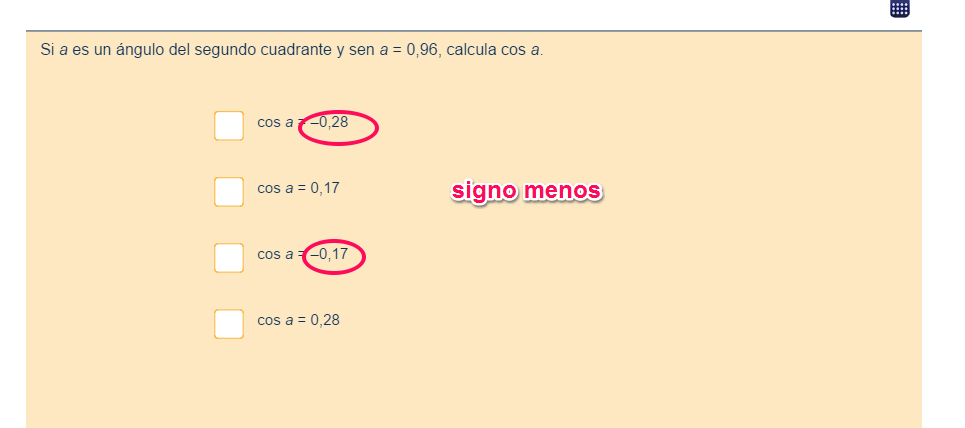 Si a es un ángulo del segundo cuadrante y sen a = 0,96, calcula cos a.
cos a = –0,28
cos a = 0,17
signo menos
cos a = –0,17
cos a = 0,28